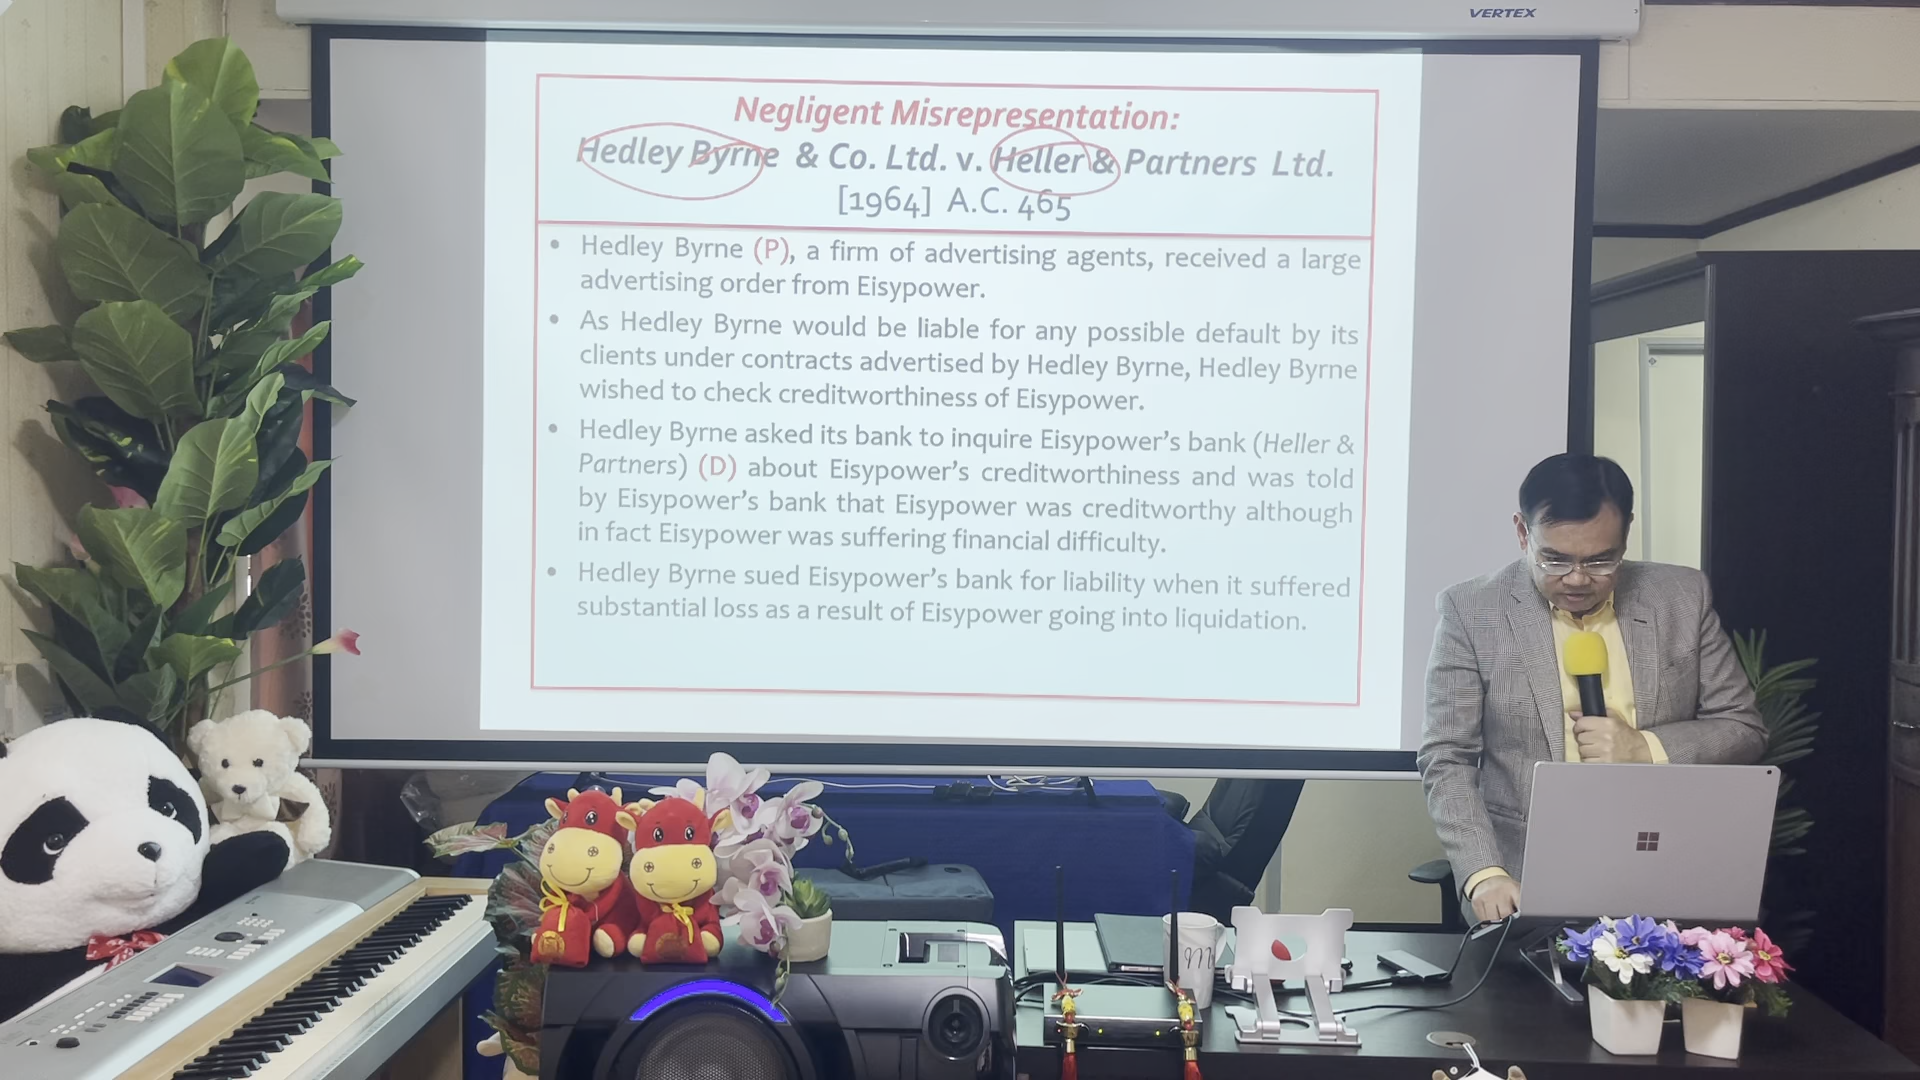 VERTEX
Negligent Misrepresentation:
Hedley Byrne & Co. Ltd. v. Heller & Partners Ltd.
[1964] A.C. 465
• Hedley Byrne (P), a firm of advertising agents, received a large
advertising order from Eisypower.
• As Hedley Byrne would be liable for any possible default by its
clients under contracts advertised by Hedley Byrne, Hedley Byrne
wished to check creditworthiness of Eisypower.
• Hedley Byrne asked its bank to inquire Eisypower's bank (Heller &
Partners) (D) about Eisypower's creditworthiness and was told
by Eisypower's bank that Eisypower was creditworthy although
in fact Eisypower was suffering financial difficulty.
• Hedley Byrne sued Eisypower's bank for liability when it suffered
substantial loss as a result of Eisypower going into liquidation.